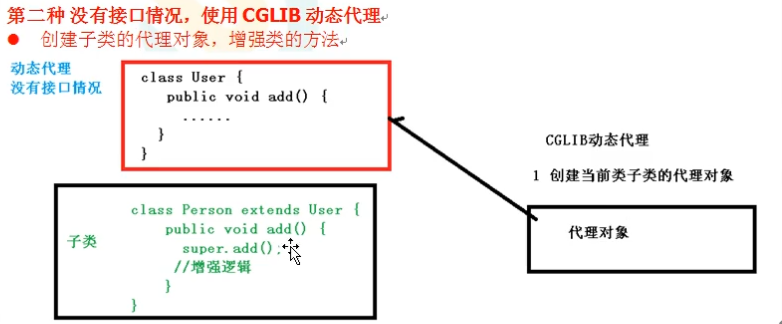 第二种 没有接口情况，使用 CGLIB 动态代理
● 创建子类的代理对象，增强类的方法
动态代理
没有接口情况
class User {
public void add() {
......
}
}
CGLIB动态代理
1 创建当前类子类的代理对象
代理对象
子类
class Person extends User {
public void add() {
super.add();
//增强逻辑
}
}